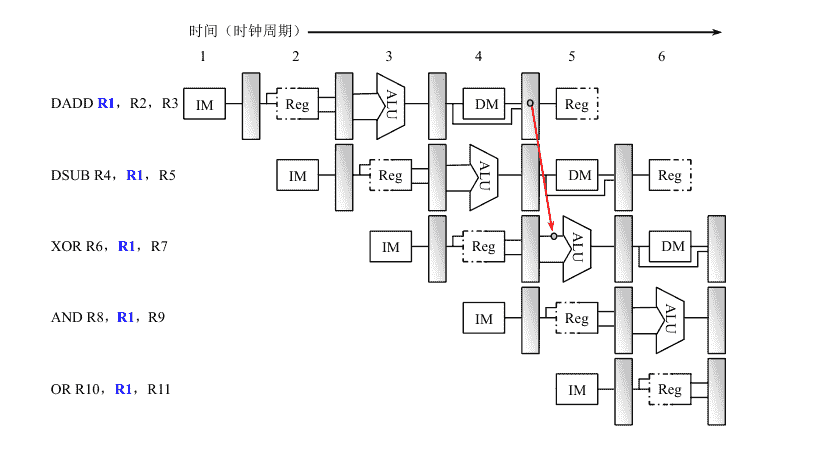 时间（时钟周期）
1 2 3 4 5 6
DADD R1，R2，R3 IM Reg ALU DM Reg
DSUB R4，R1，R5 IM Reg ALU DM Reg
XOR R6，R1，R7 IM Reg ALU DM
AND R8，R1，R9 IM Reg ALU
OR R10，R1，R11 IM Reg